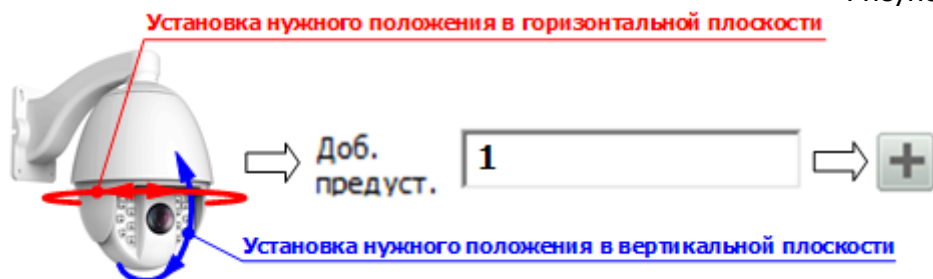 Установка нужного положения в горизонтальной плоскости
Доб.
предуст.
1
Установка нужного положения в вертикальной плоскости